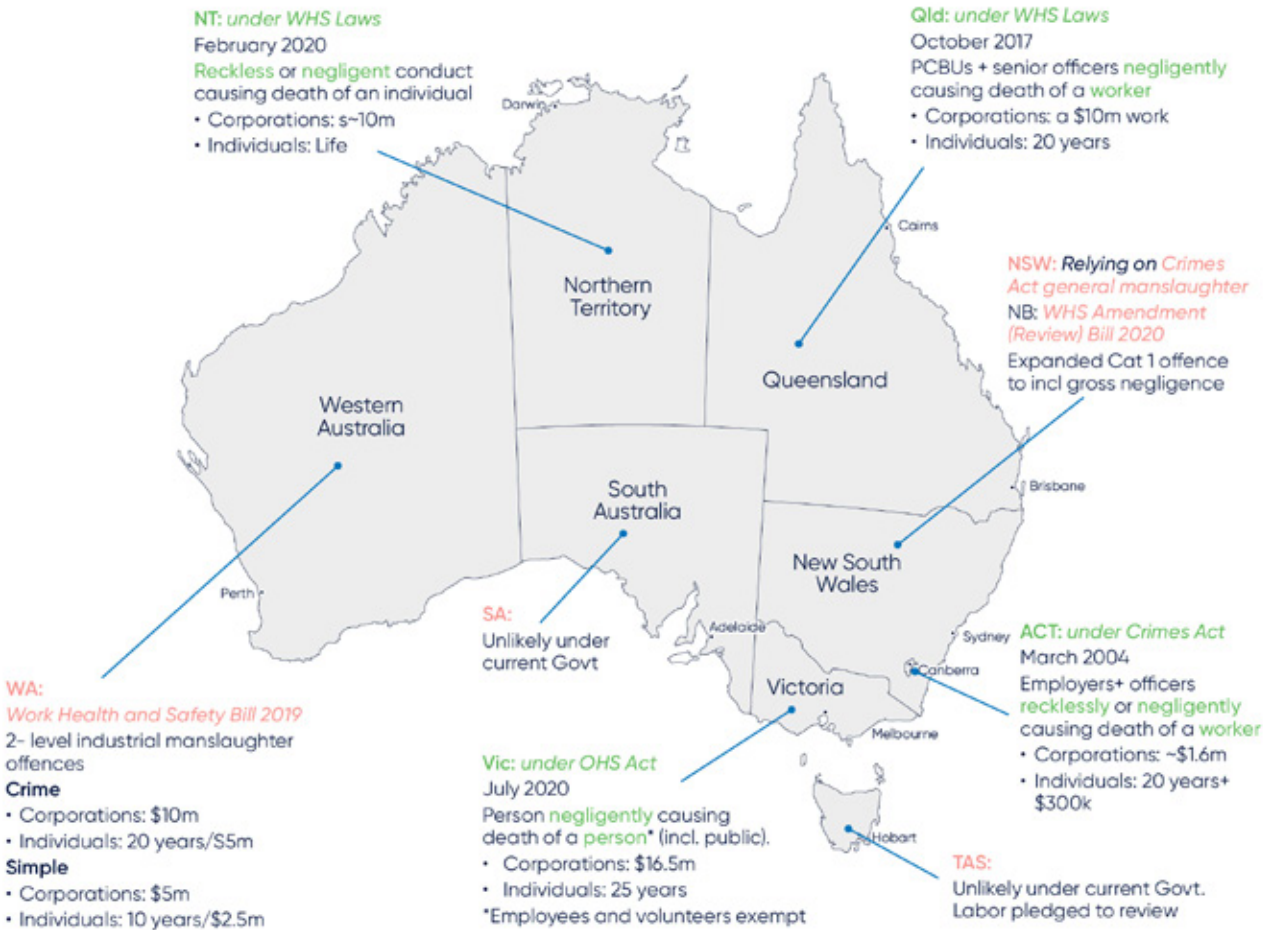 NT: under WHS Laws
February 2020
Reckless or negligent conduct
causing death of an individual
• Corporations: s~10m
• Individuals: Life
Qld: under WHS Laws
October 2017
PCBUs + senior officers negligently
causing death of a worker
• Corporations: a $10m work
• Individuals: 20 years
Darwin
Cairns
NSW: Relying on Crimes
Act general manslaughter
NB: WHS Amendment
(Review) Bill 2020
Expanded Cat 1 offence
to incl gross negligence
Northern
Territory
Queensland
Western
Australia
South
Australia
Brisbane
New South
Wales
Perth
SA:
Unlikely under
current Govt
Adelaide
Sydney
Canberra
ACT: under Crimes Act
March 2004
Employers+ officers
recklessly or negligently
causing death of a worker
• Corporations: ~$1.6m
• Individuals: 20 years+
$300k
Victoria
Melbourne
WA:
Work Health and Safety Bill 2019
2- level industrial manslaughter
offences
Crime
• Corporations: $10m
• Individuals: 20 years/S5m
Simple
• Corporations: $5m
• Individuals: 10 years/$2.5m
Vic: under OHS Act
July 2020
Person negligently causing
death of a person* (incl. public).
• Corporations: $16.5m
• Individuals: 25 years
*Employees and volunteers exempt
Hobart
TAS:
Unlikely under current Govt.
Labor pledged to review